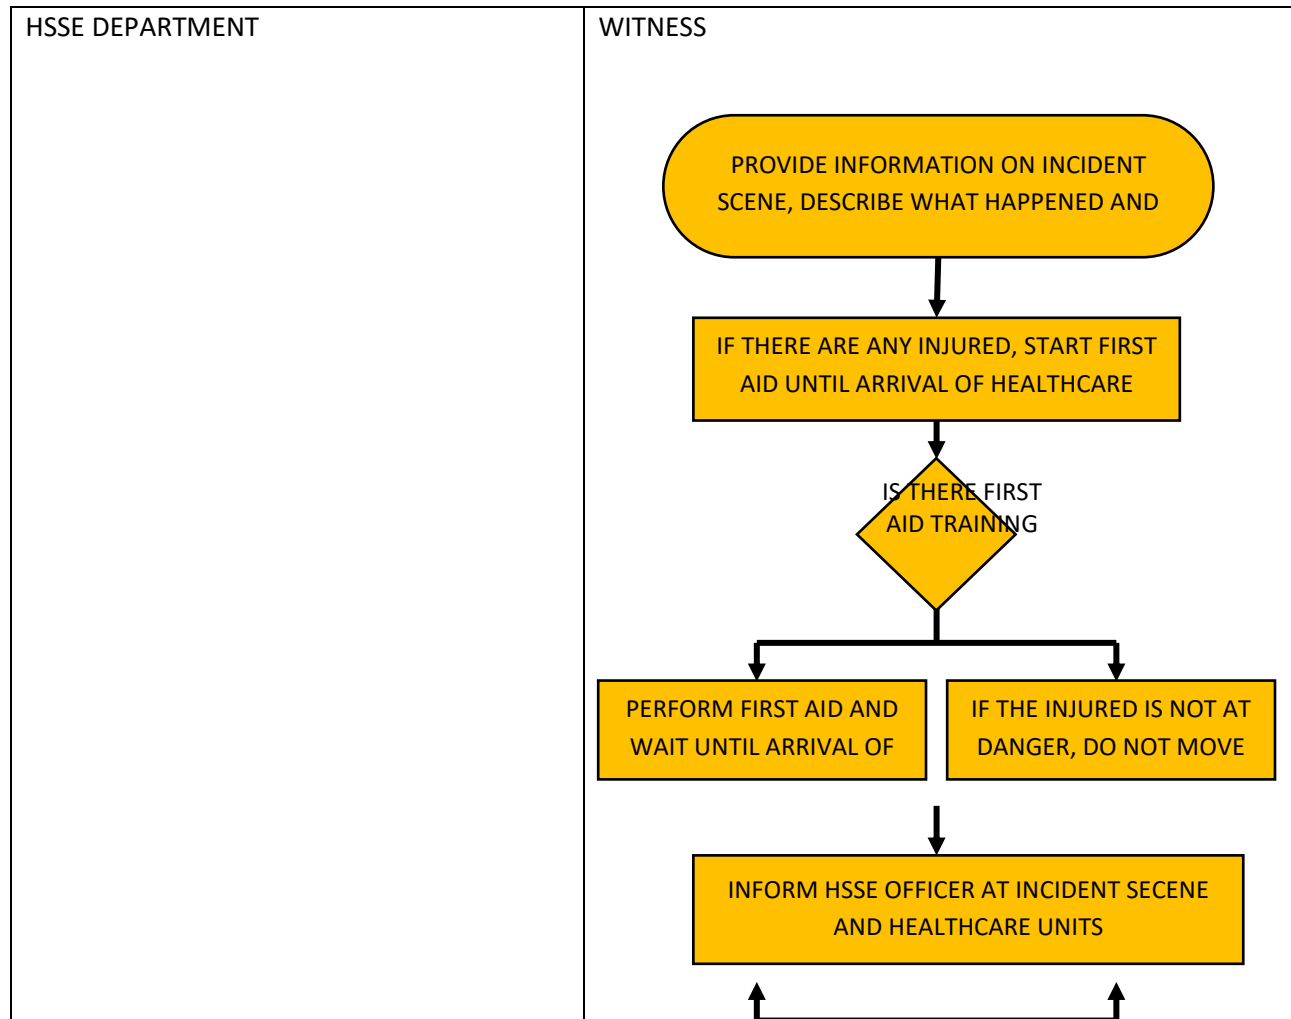 HSSE DEPARTMENT
WITNESS
PROVIDE INFORMATION ON INCIDENT
SCENE, DESCRIBE WHAT HAPPENED AND
IF THERE ARE ANY INJURED, START FIRST
AID UNTIL ARRIVAL OF HEALTHCARE
IS THERE FIRST
AID TRAINING
PERFORM FIRST AID AND
WAIT UNTIL ARRIVAL OF
IF THE INJURED IS NOT AT
DANGER, DO NOT MOVE
INFORM HSSE OFFICER AT INCIDENT SECENE
AND HEALTHCARE UNITS